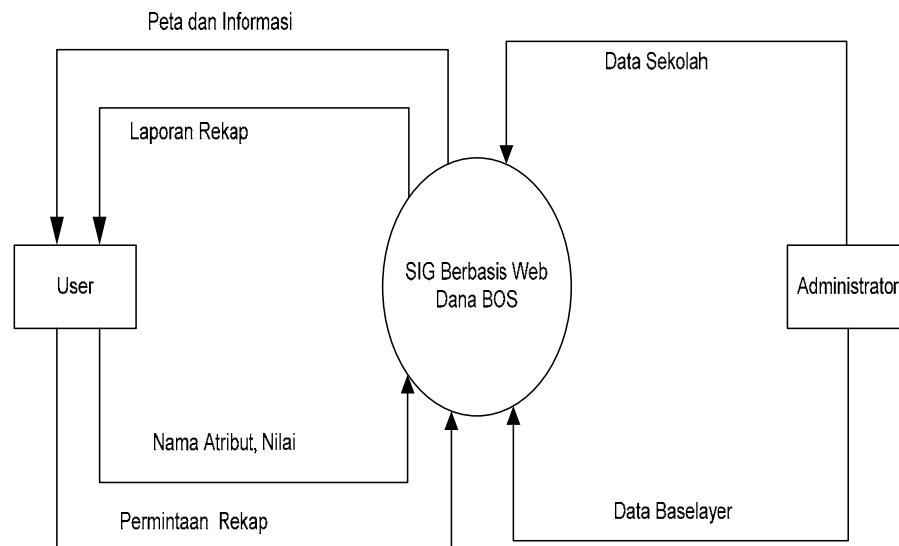 Peta dan Informasi
Data Sekolah
Laporan Rekap
User
SIG Berbasis Web
Dana BOS
Administrator
Nama Atribut, Nilai
Permintaan Rekap
Data Baselayer